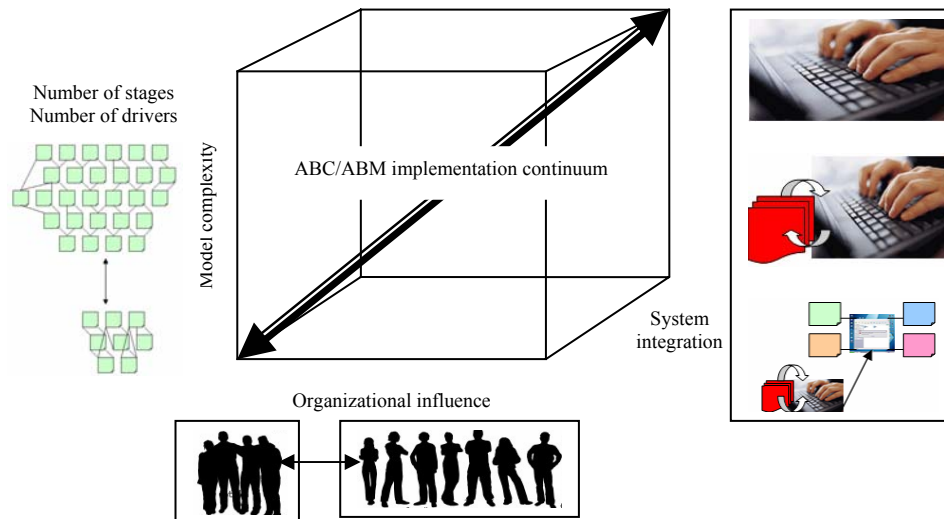 Number of stages
Number of drivers
Model complexity
ABC/ABM implementation continuum
System
integration
Organizational influence